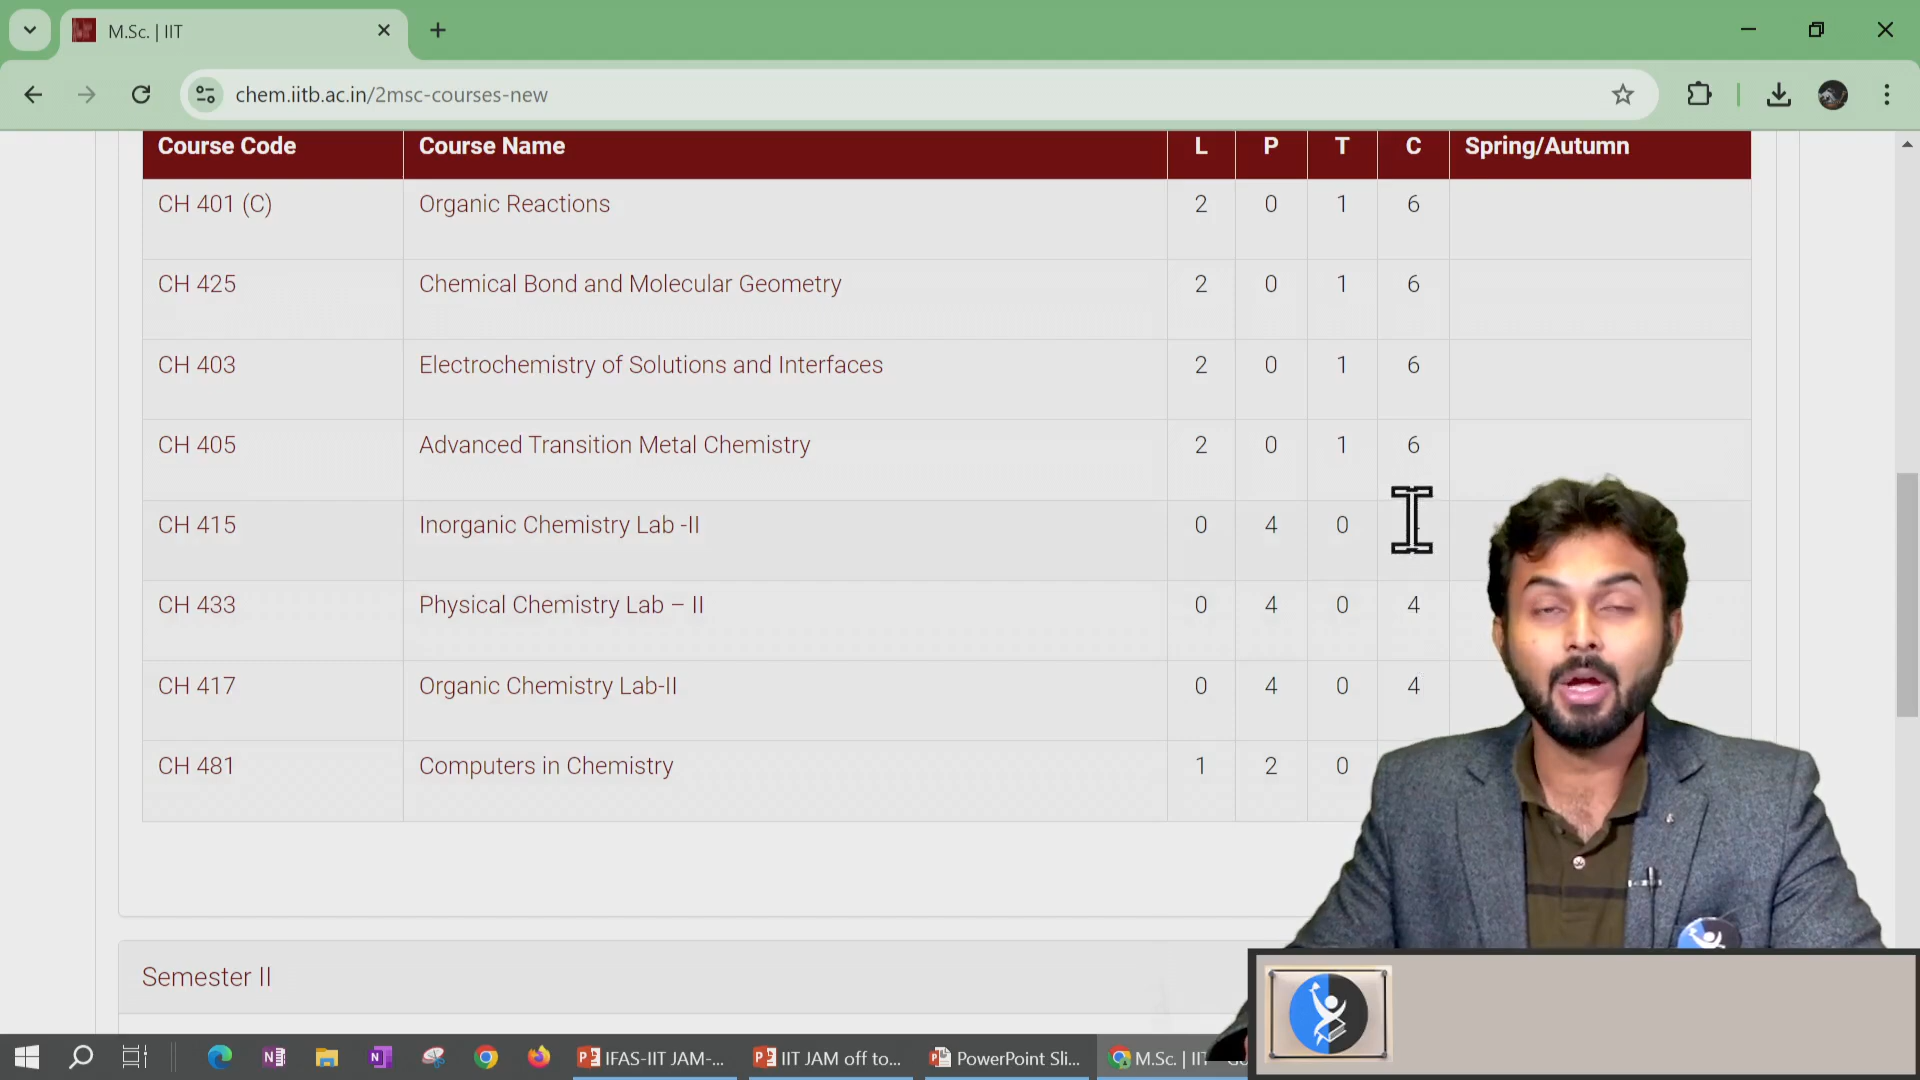 M.Sc. | IIT
chem.iitb.ac.in/2msc-courses-new
Course Code Course Name L P T C Spring/Autumn
CH 401 (C) Organic Reactions 2 0 1 6
CH 425 Chemical Bond and Molecular Geometry 2 0 1 6
CH 403 Electrochemistry of Solutions and Interfaces 2 0 1 6
CH 405 Advanced Transition Metal Chemistry 2 0 1 6
CH 415 Inorganic Chemistry Lab -II 0 4 0
CH 433 Physical Chemistry Lab – II 0 4 0 4
CH 417 Organic Chemistry Lab-II 0 4 0 4
CH 481 Computers in Chemistry 1 2 0
Semester II
IFAS-IIT JAM-... IIT JAM off to... PowerPoint Sli... M.Sc. | IIT